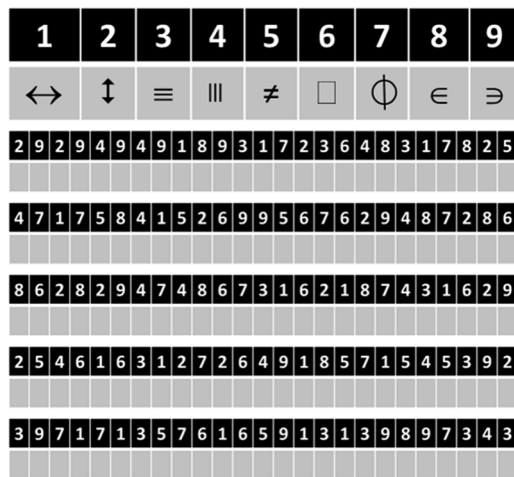 1 2 3 4 5 6 7 8 9
↔ ↕ ≡ ⫼ ≠ □ ⏀ ∈ ∋
2 9 2 9 4 9 4 9 1 8 9 3 1 7 2 3 6 4 8 3 1 7 8 2 5
4 7 1 7 5 8 4 1 5 2 6 9 9 5 6 7 6 2 9 4 8 7 2 8 6
8 6 2 8 2 9 4 7 4 8 6 7 3 1 6 2 1 8 7 4 3 1 6 2 9
2 5 4 6 1 6 3 1 2 7 2 6 4 9 1 8 5 7 1 5 4 5 3 9 2
3 9 7 1 7 1 3 5 7 6 1 6 5 9 1 3 1 3 9 8 9 7 3 4 3